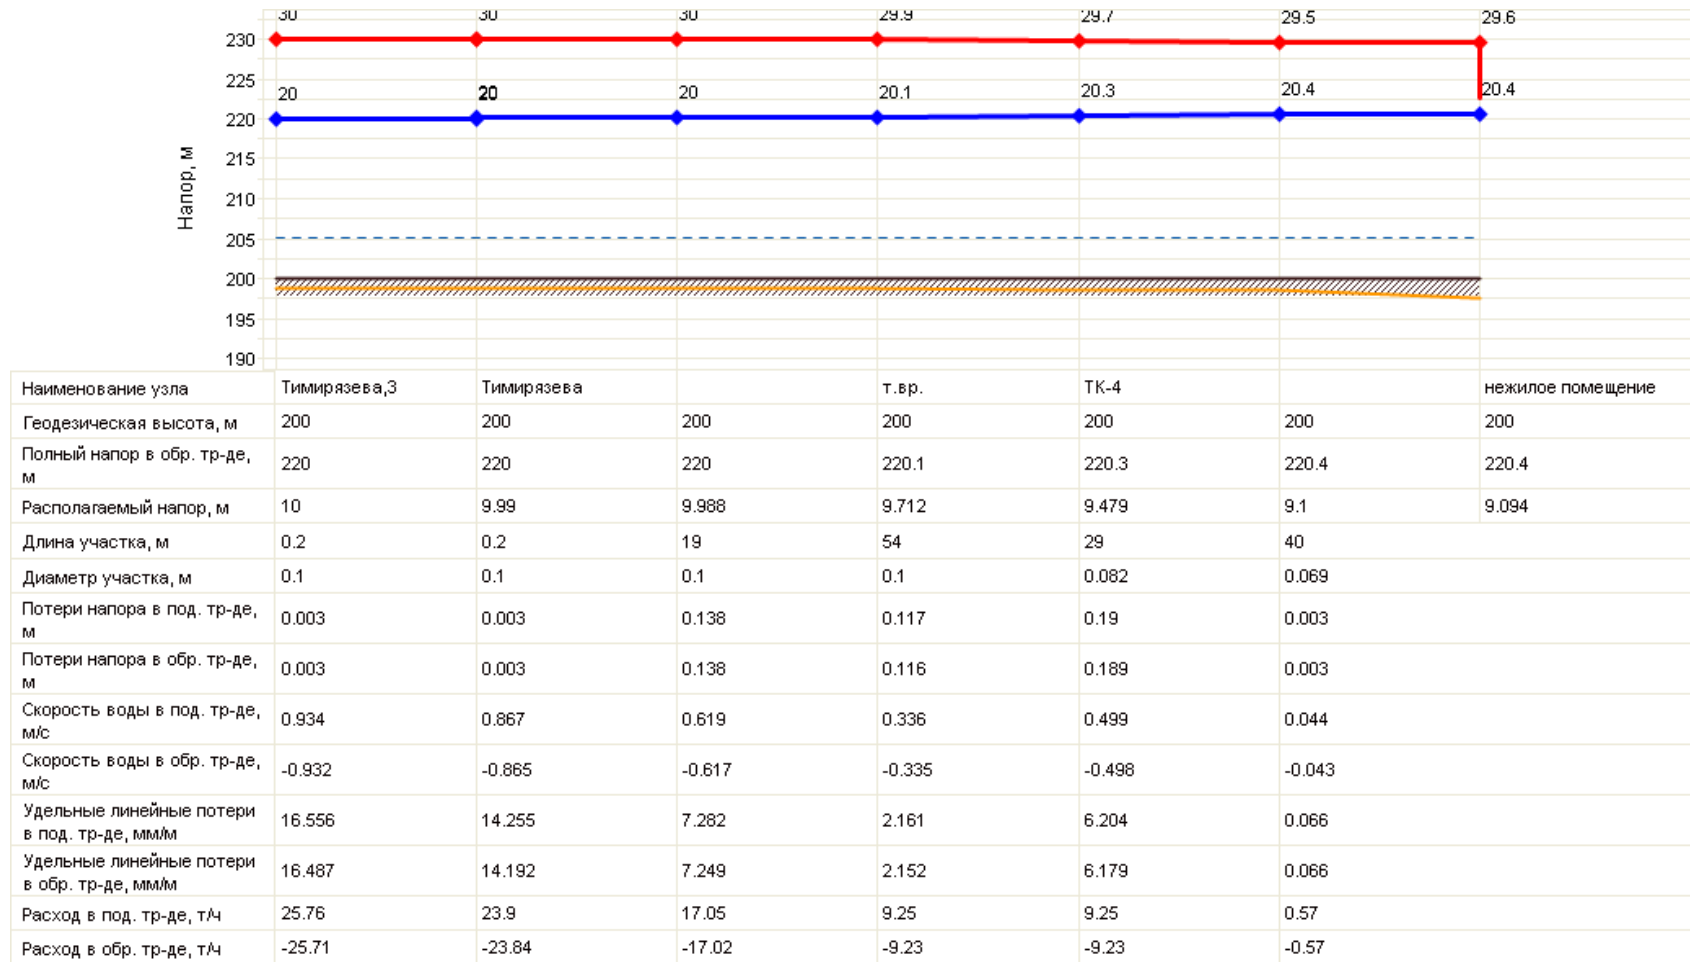 30 30 30 29.9 29.7 29.5 29.6
230
225
20 20 20 20.1 20.3 20.4 20.4
220
215
210
205
200
195
190
Напор, м
Наименование узла Тимирязева,3 Тимирязева т.вр. ТК-4 нежилое помещение
Геодезическая высота, м 200 200 200 200 200 200 200
Полный напор в обр. тр-де,
м 220 220 220 220.1 220.3 220.4 220.4
Располагаемый напор, м 10 9.99 9.988 9.712 9.479 9.1 9.094
Длина участка, м 0.2 0.2 19 54 29 40
Диаметр участка, м 0.1 0.1 0.1 0.1 0.082 0.069
Потери напора в под. тр-де,
м 0.003 0.003 0.138 0.117 0.19 0.003
Потери напора в обр. тр-де,
м 0.003 0.003 0.138 0.116 0.189 0.003
Скорость воды в под. тр-де,
м/с 0.934 0.867 0.619 0.336 0.499 0.044
Скорость воды в обр. тр-де,
м/с -0.932 -0.865 -0.617 -0.335 -0.498 -0.043
Удельные линейные потери
в под. тр-де, мм/м 16.556 14.255 7.282 2.161 6.204 0.066
Удельные линейные потери
в обр. тр-де, мм/м 16.487 14.192 7.249 2.152 6.179 0.066
Расход в под. тр-де, т/ч 25.76 23.9 17.05 9.25 9.25 0.57
Расход в обр. тр-де, т/ч -25.71 -23.84 -17.02 -9.23 -9.23 -0.57